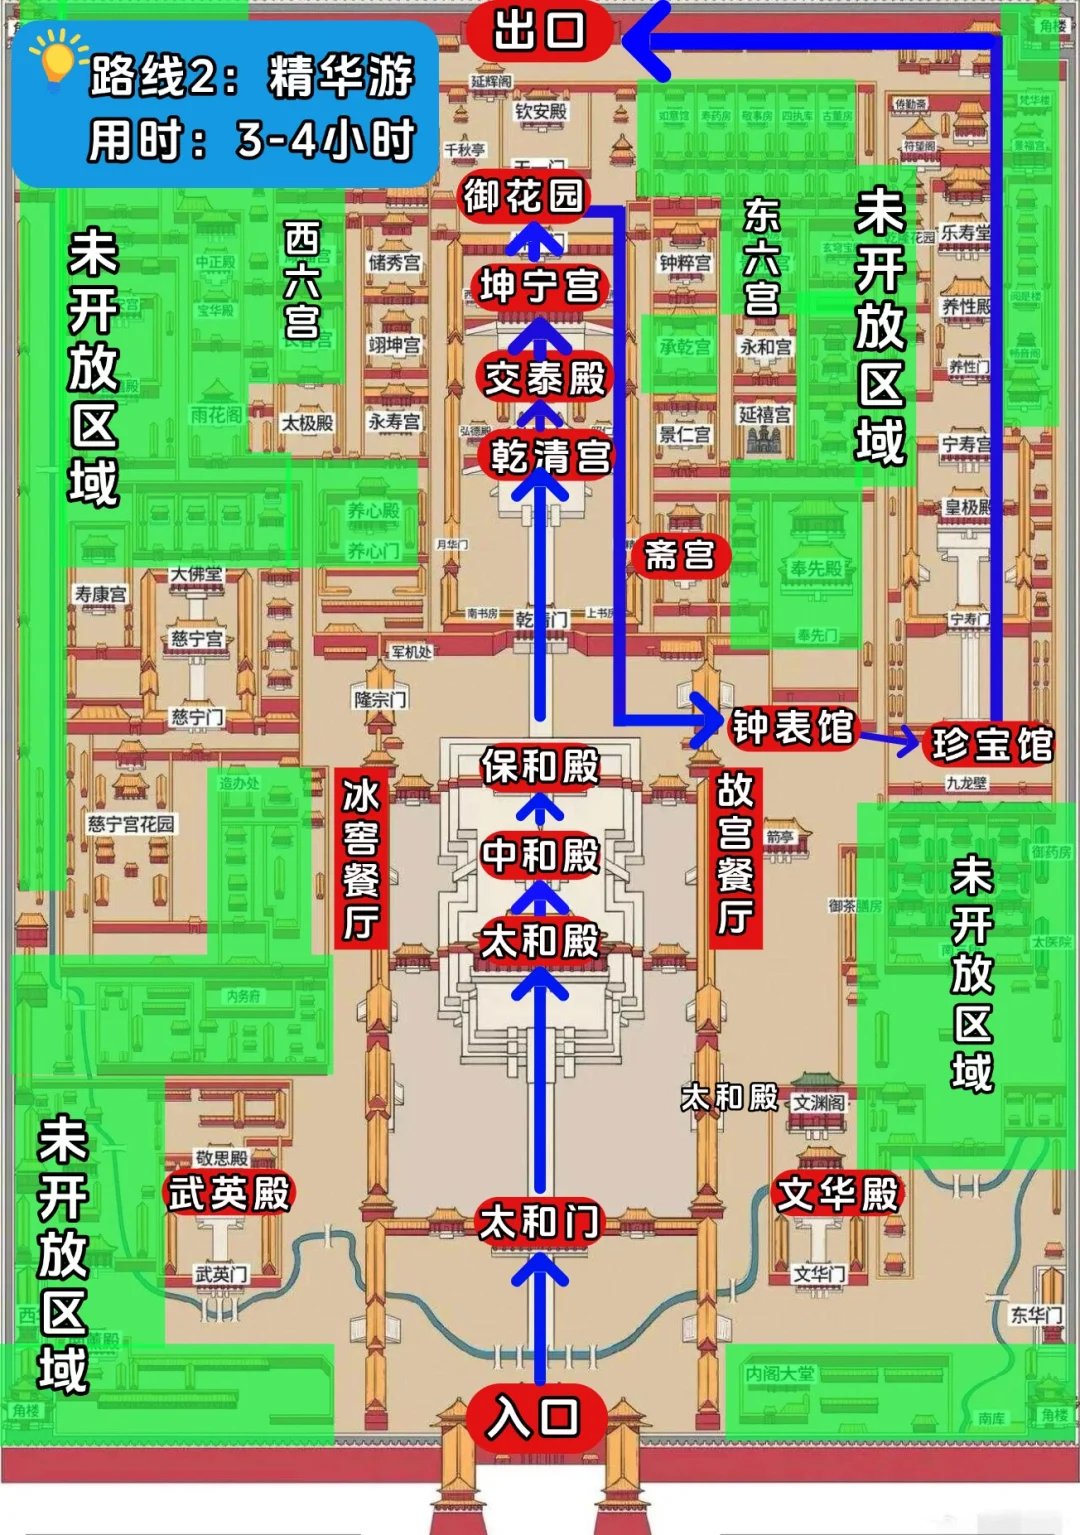 出口
角楼
路线2：精华游
用时：3-4小时
延辉阁
钦安殿
千秋亭
天一门
御花园
如意馆
寿药房
敬事房
四执库
古董房
倦勤斋
符望阁
梵华楼
景福宫
未开放区域
西六宫
中正殿
宝华殿
雨花阁
储秀宫
翊坤宫
太极殿
永寿宫
长春宫
坤宁宫
交泰殿
乾清宫
弘德殿
东六宫
钟粹宫
承乾宫
永和宫
景仁宫
延禧宫
未开放区域
乐寿堂
养性殿
养性门
阅是楼
畅音阁
宁寿宫
皇极殿
宁寿门
养心殿
养心门
月华门
斋宫
奉先殿
奉先门
大佛堂
寿康宫
慈宁宫
慈宁门
南书房
乾清门
上书房
军机处
隆宗门
钟表馆
珍宝馆
九龙壁
保和殿
中和殿
太和殿
冰窖餐厅
故宫餐厅
造办处
慈宁宫花园
箭亭
御茶膳房
御药房
太医院
未开放区域
内务府
太和殿
文渊阁
敬思殿
武英殿
武英门
太和门
文华殿
文华门
东华门
未开放区域
角楼
入口
内阁大堂
南库
角楼